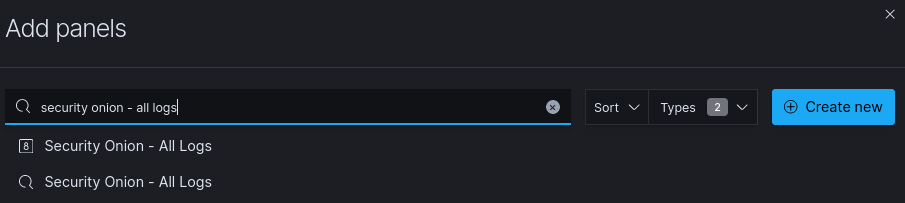 Add panels
security onion - all logs
Sort
Types 2
Create new
8 Security Onion - All Logs
Security Onion - All Logs